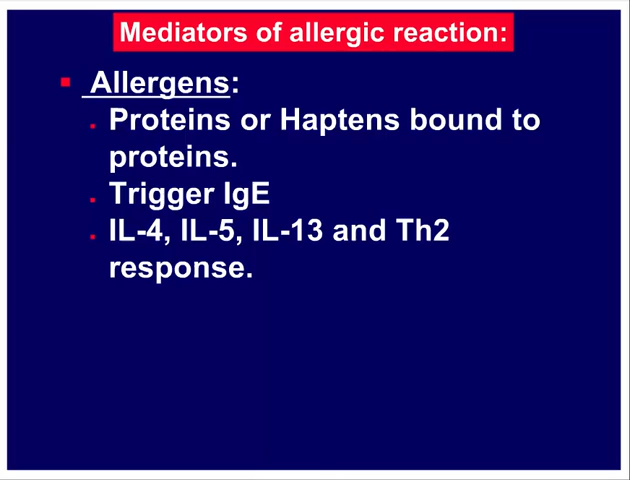 Mediators of allergic reaction:
Allergens:
Proteins or Haptens bound to
proteins.
Trigger IgE
IL-4, IL-5, IL-13 and Th2
response.